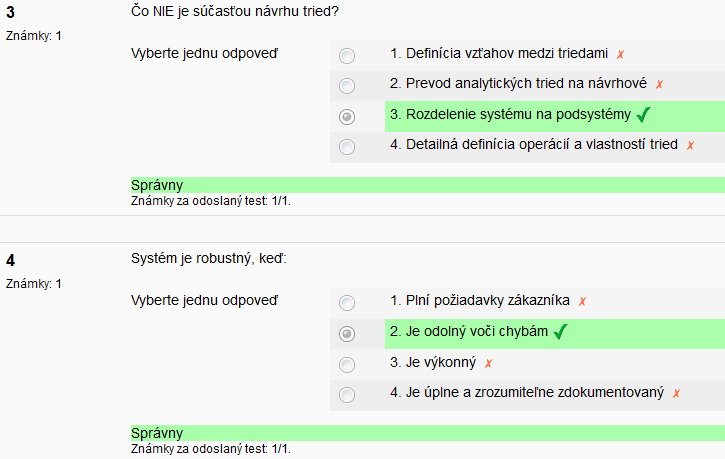 3
Čo NIE je súčasťou návrhu tried?
Známky: 1
Vyberte jednu odpoveď
1. Definícia vzťahov medzi triedami ✗
2. Prevod analytických tried na návrhové ✗
3. Rozdelenie systému na podsystémy ✓
4. Detailná definícia operácií a vlastností tried ✗
Správny
Známky za odoslaný test: 1/1.
4
Systém je robustný, keď:
Známky: 1
Vyberte jednu odpoveď
1. Plní požiadavky zákazníka ✗
2. Je odolný voči chybám ✓
3. Je výkonný ✗
4. Je úplne a zrozumiteľne zdokumentovaný ✗
Správny
Známky za odoslaný test: 1/1.